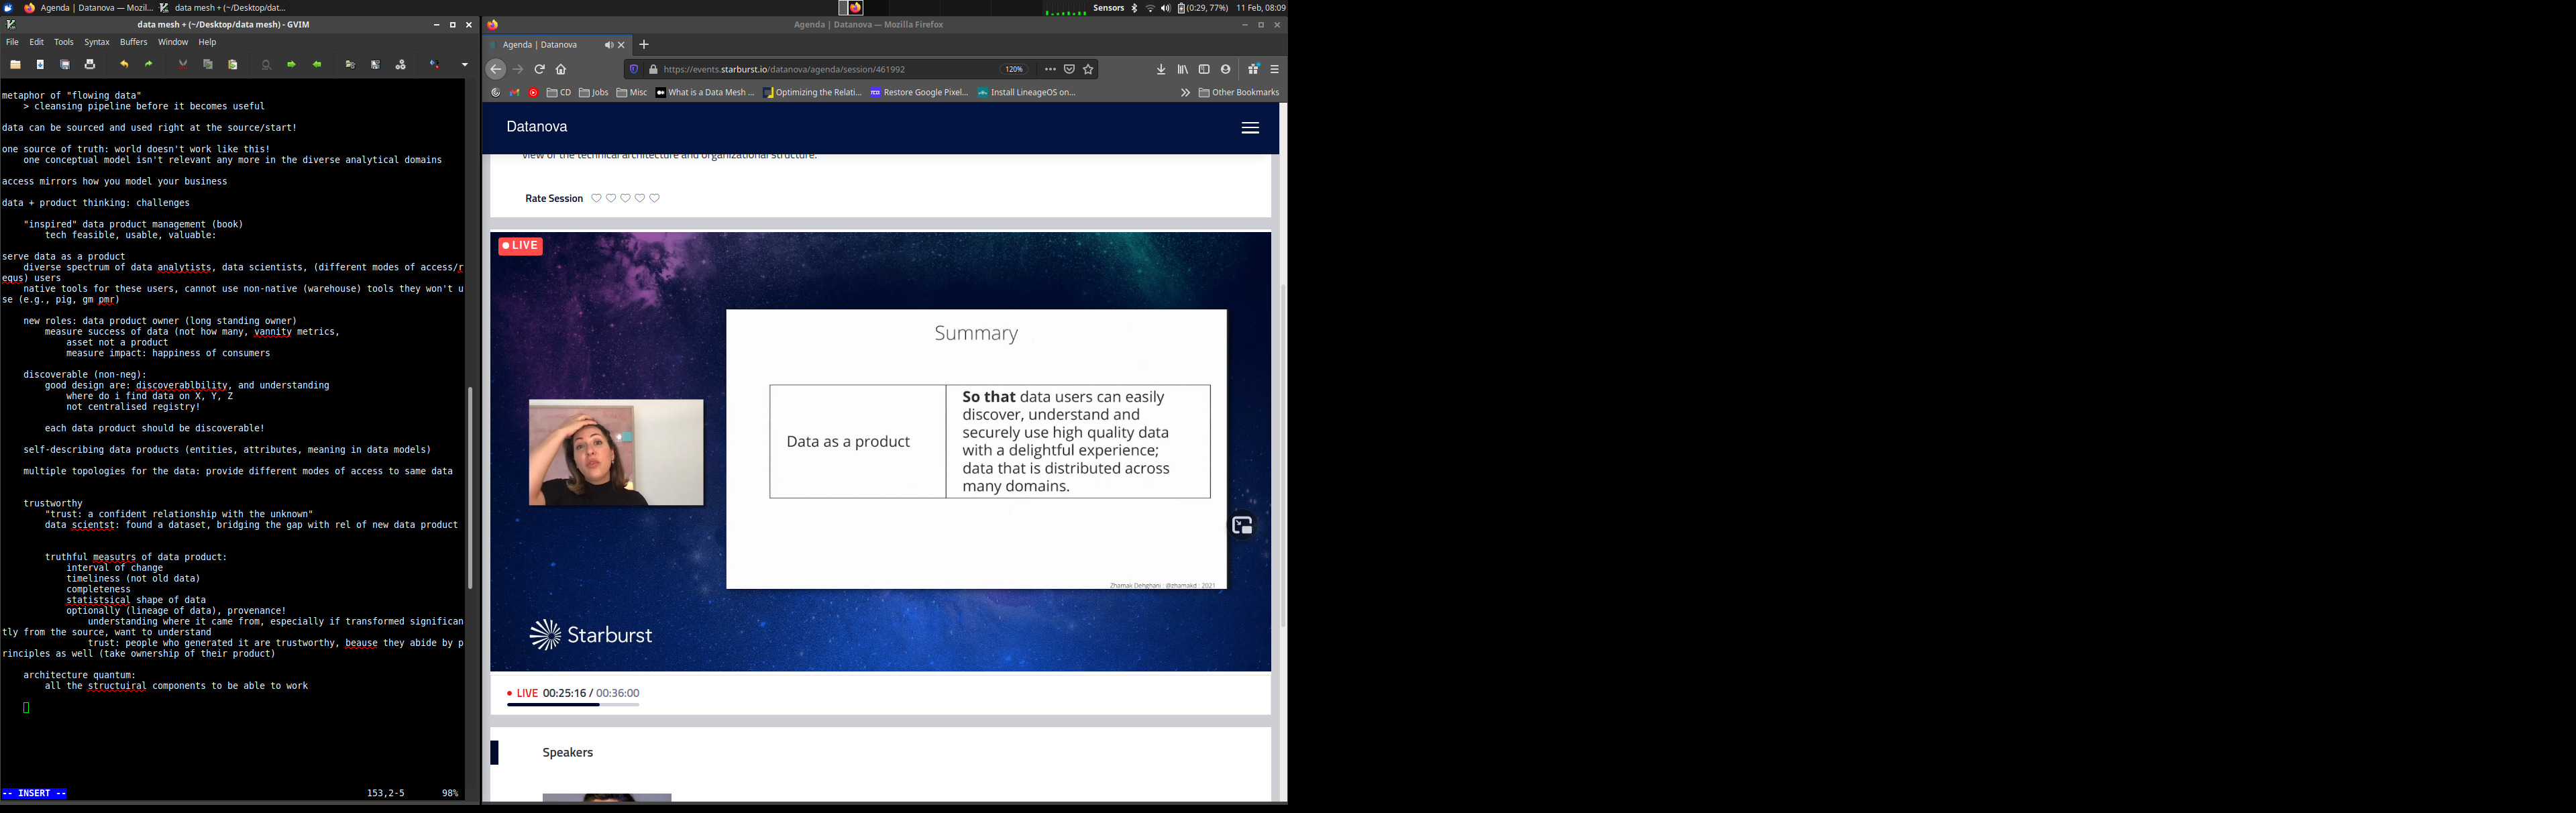 Agenda | Datanova — Mozil...
data mesh + (~/Desktop/dat...
Sensors
(0:29, 77%)
11 Feb, 08:09
data mesh + (~/Desktop/data mesh) - GVIM
File Edit Tools Syntax Buffers Window Help
metaphor of "flowing data"
> cleansing pipeline before it becomes useful
data can be sourced and used right at the source/start!
one source of truth: world doesn't work like this!
one conceptual model isn't relevant any more in the diverse analytical domains
access mirrors how you model your business
data + product thinking: challenges
"inspired" data product management (book)
tech feasible, usable, valuable:
serve data as a product
diverse spectrum of data analytists, data scientists, (different modes of access/r
equs) users
native tools for these users, cannot use non-native (warehouse) tools they won't u
se (e.g., pig, gm pmr)
new roles: data product owner (long standing owner)
measure success of data (not how many, vannity metrics,
asset not a product
measure impact: happiness of consumers
discoverable (non-neg):
good design are: discoverablbility, and understanding
where do i find data on X, Y, Z
not centralised registry!
each data product should be discoverable!
self-describing data products (entities, attributes, meaning in data models)
multiple topologies for the data: provide different modes of access to same data
trustworthy
"trust: a confident relationship with the unknown"
data scientst: found a dataset, bridging the gap with rel of new data product
truthful measutrs of data product:
interval of change
timeliness (not old data)
completeness
statistsical shape of data
optionally (lineage of data), provenance!
understanding where it came from, especially if transformed significan
tly from the source, want to understand
trust: people who generated it are trustworthy, beause they abide by p
rinciples as well (take ownership of their product)
architecture quantum:
all the structuiral components to be able to work
-- INSERT --
153,2-5 98%
Agenda | Datanova — Mozilla Firefox
Agenda | Datanova
https://events.starburst.io/datanova/agenda/session/461992
120%
CD Jobs Misc What is a Data Mesh ... Optimizing the Relati... Restore Google Pixel... Install LineageOS on... Other Bookmarks
Datanova
view of the technical architecture and organizational structure.
Rate Session
LIVE
Summary
Data as a product
So that data users can easily
discover, understand and
securely use high quality data
with a delightful experience;
data that is distributed across
many domains.
Zhamak Dehghani : @zhamakd : 2021
Starburst
LIVE 00:25:16 / 00:36:00
Speakers